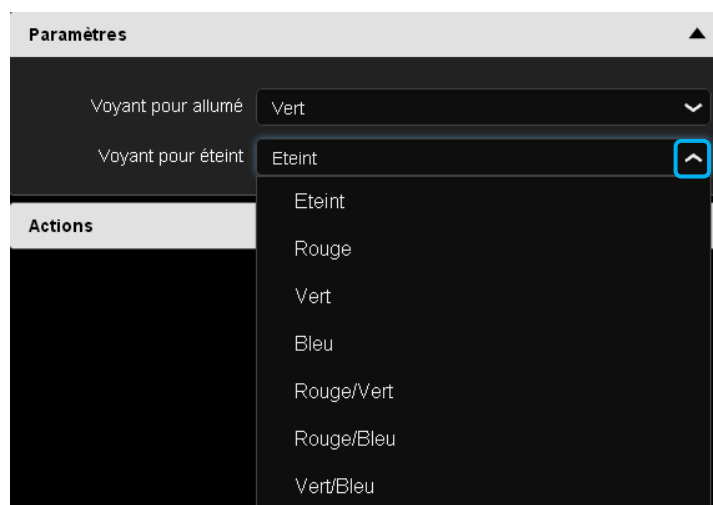 Paramètres
Voyant pour allumé Vert
Voyant pour éteint Eteint
Eteint
Actions
Rouge
Vert
Bleu
Rouge/Vert
Rouge/Bleu
Vert/Bleu